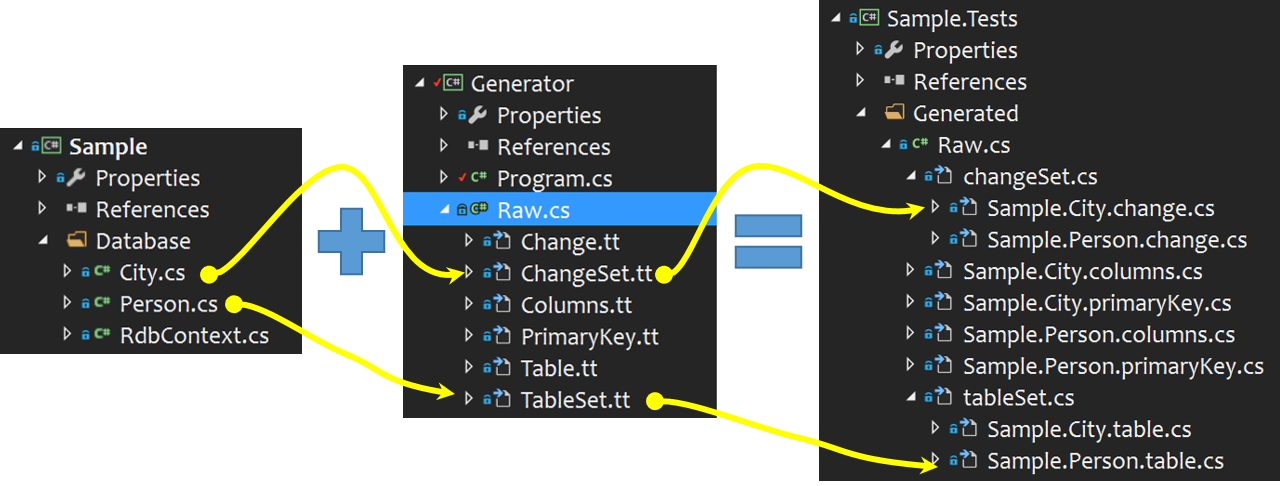 Sample
Properties
References
Database
City.cs
Person.cs
RdbContext.cs
Generator
Properties
References
Program.cs
Raw.cs
Change.tt
ChangeSet.tt
Columns.tt
PrimaryKey.tt
Table.tt
TableSet.tt
Sample.Tests
Properties
References
Generated
Raw.cs
changeSet.cs
Sample.City.change.cs
Sample.Person.change.cs
Sample.City.columns.cs
Sample.City.primaryKey.cs
Sample.Person.columns.cs
Sample.Person.primaryKey.cs
tableSet.cs
Sample.City.table.cs
Sample.Person.table.cs